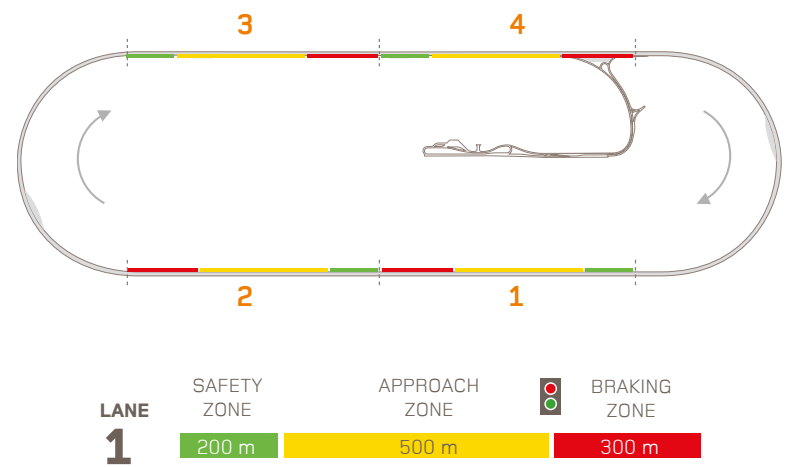 3 4
2 1
SAFETY ZONE
APPROACH ZONE
BRAKING ZONE
LANE
1
200 m 500 m 300 m